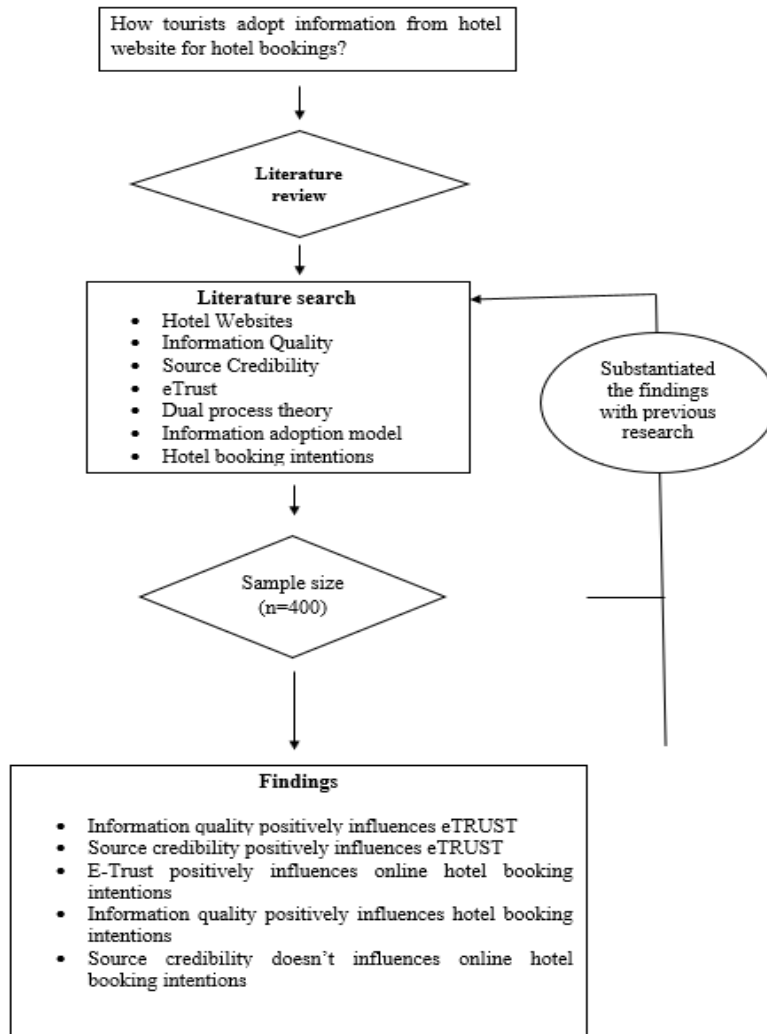 How tourists adopt information from hotel
website for hotel bookings?
Literature
review
Literature search
• Hotel Websites
• Information Quality
• Source Credibility
• eTrust
• Dual process theory
• Information adoption model
• Hotel booking intentions
Substantiated
the findings
with previous
research
Sample size
(n=400)
Findings
• Information quality positively influences eTRUST
• Source credibility positively influences eTRUST
• E-Trust positively influences online hotel booking
intentions
• Information quality positively influences hotel booking
intentions
• Source credibility doesn’t influences online hotel
booking intentions